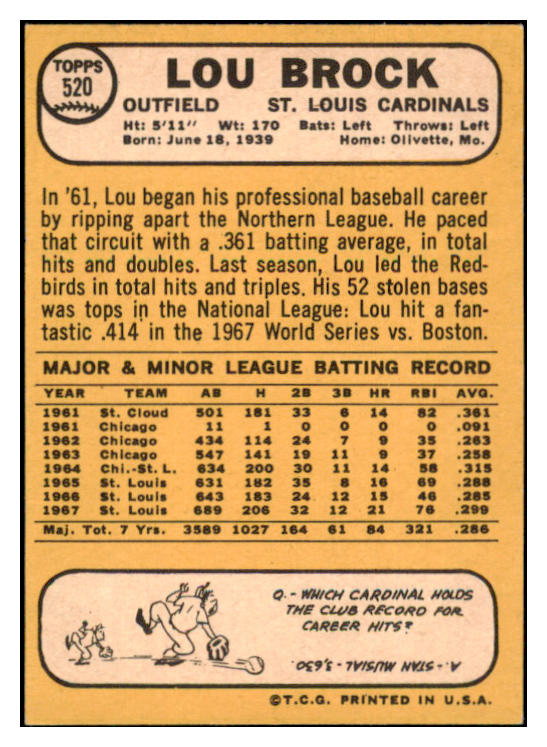 TOPPS
520
LOU BROCK
OUTFIELD ST. LOUIS CARDINALS
Ht: 5'11" Wt: 170 Bats: Left Throws: Left
Born: June 18, 1939 Home: Olivette, Mo.
In '61, Lou began his professional baseball career
by ripping apart the Northern League. He paced
that circuit with a .361 batting average, in total
hits and doubles. Last season, Lou led the Red-
birds in total hits and triples. His 52 stolen bases
was tops in the National League: Lou hit a fan-
tastic .414 in the 1967 World Series vs. Boston.
MAJOR & MINOR LEAGUE BATTING RECORD
YEAR TEAM AB H 2B 3B HR RBI AVG.
1961 St. Cloud 501 181 33 6 14 82 .361
1961 Chicago 11 1 0 0 0 0 .091
1962 Chicago 434 114 24 7 9 35 .263
1963 Chicago 547 141 19 11 9 37 .258
1964 Chi.-St. L. 634 200 30 11 14 58 .315
1965 St. Louis 631 182 35 8 16 69 .288
1966 St. Louis 643 183 24 12 15 46 .285
1967 St. Louis 689 206 32 12 21 76 .299
Maj. Tot. 7 Yrs. 3589 1027 164 61 84 321 .286
Q.- WHICH CARDINAL HOLDS
THE CLUB RECORD FOR
CAREER HITS?
A.- STAN MUSIAL - 3,630
©T.C.G. PRINTED IN U.S.A.